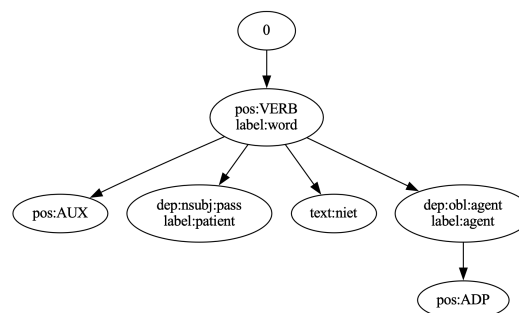 0
pos:VERB
label:word
pos:AUX
dep:nsubj:pass
label:patient
text:niet
dep:obl:agent
label:agent
pos:ADP